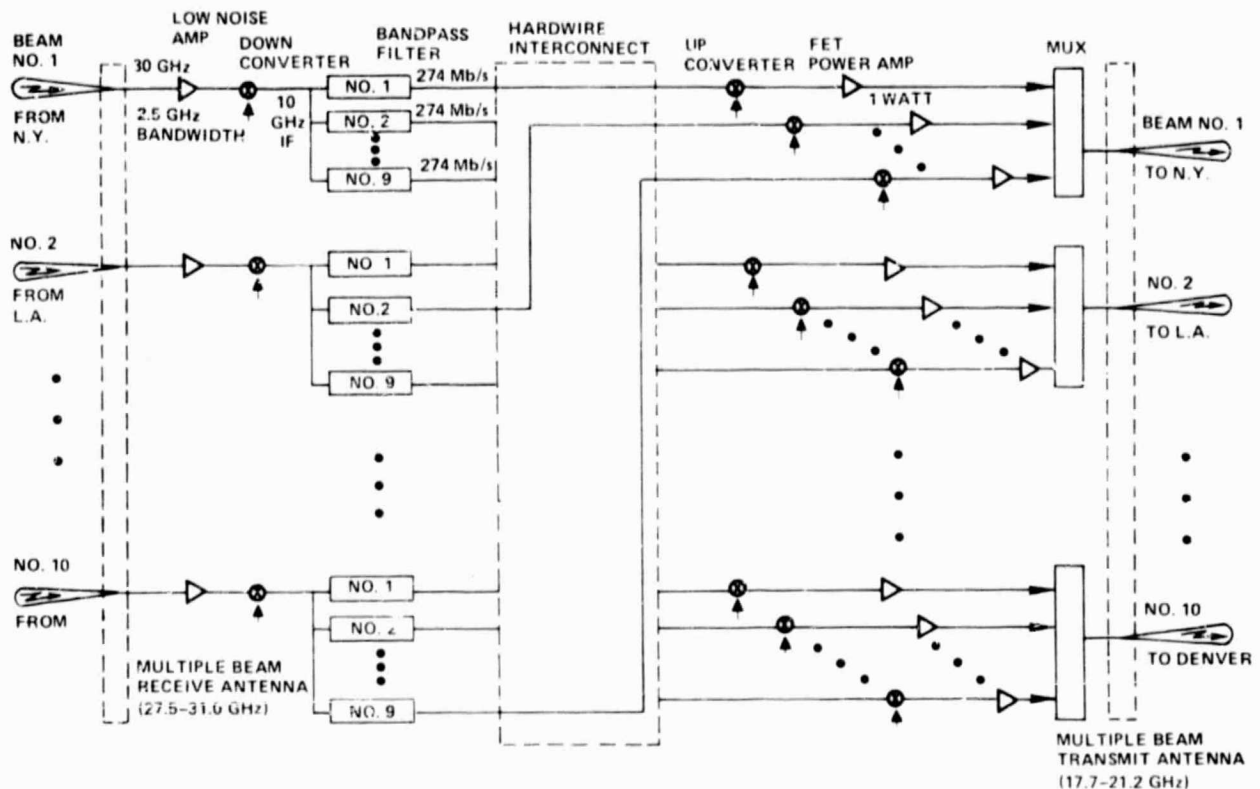 BEAM
NO. 1
FROM
N.Y.
30 GHz
2.5 GHz
BANDWIDTH
LOW NOISE
AMP
DOWN
CONVERTER
10
GHz
IF
BANDPASS
FILTER
NO. 1
NO. 2
NO. 9
274 Mb/s
274 Mb/s
274 Mb/s
HARDWIRE
INTERCONNECT
UP
CONVERTER
FET
POWER AMP
1 WATT
MUX
BEAM NO. 1
TO N.Y.
NO. 2
FROM
L.A.
NO 1
NO.2
NO. 9
NO. 2
TO L.A.
NO. 10
FROM
NO. 1
NO. 2
NO. 9
MULTIPLE BEAM
RECEIVE ANTENNA
(27.5–31.0 GHz)
NO. 10
TO DENVER
MULTIPLE BEAM
TRANSMIT ANTENNA
(17.7–21.2 GHz)